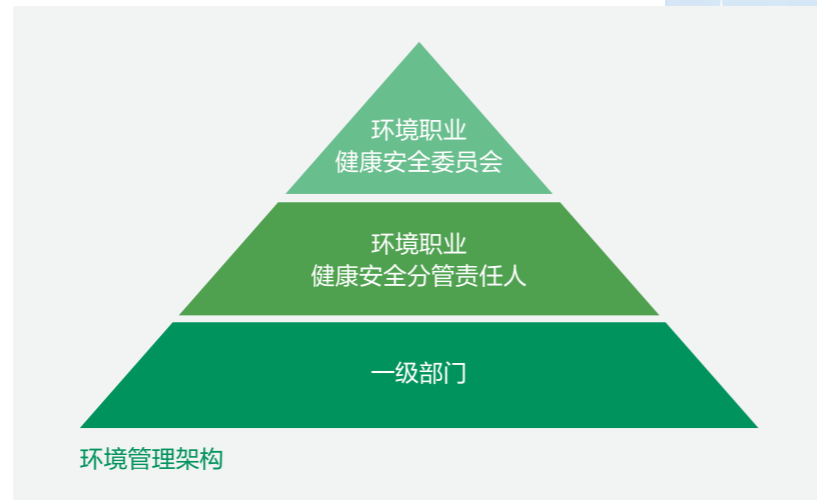 环境职业
健康安全委员会
环境职业
健康安全分管责任人
一级部门
环境管理架构